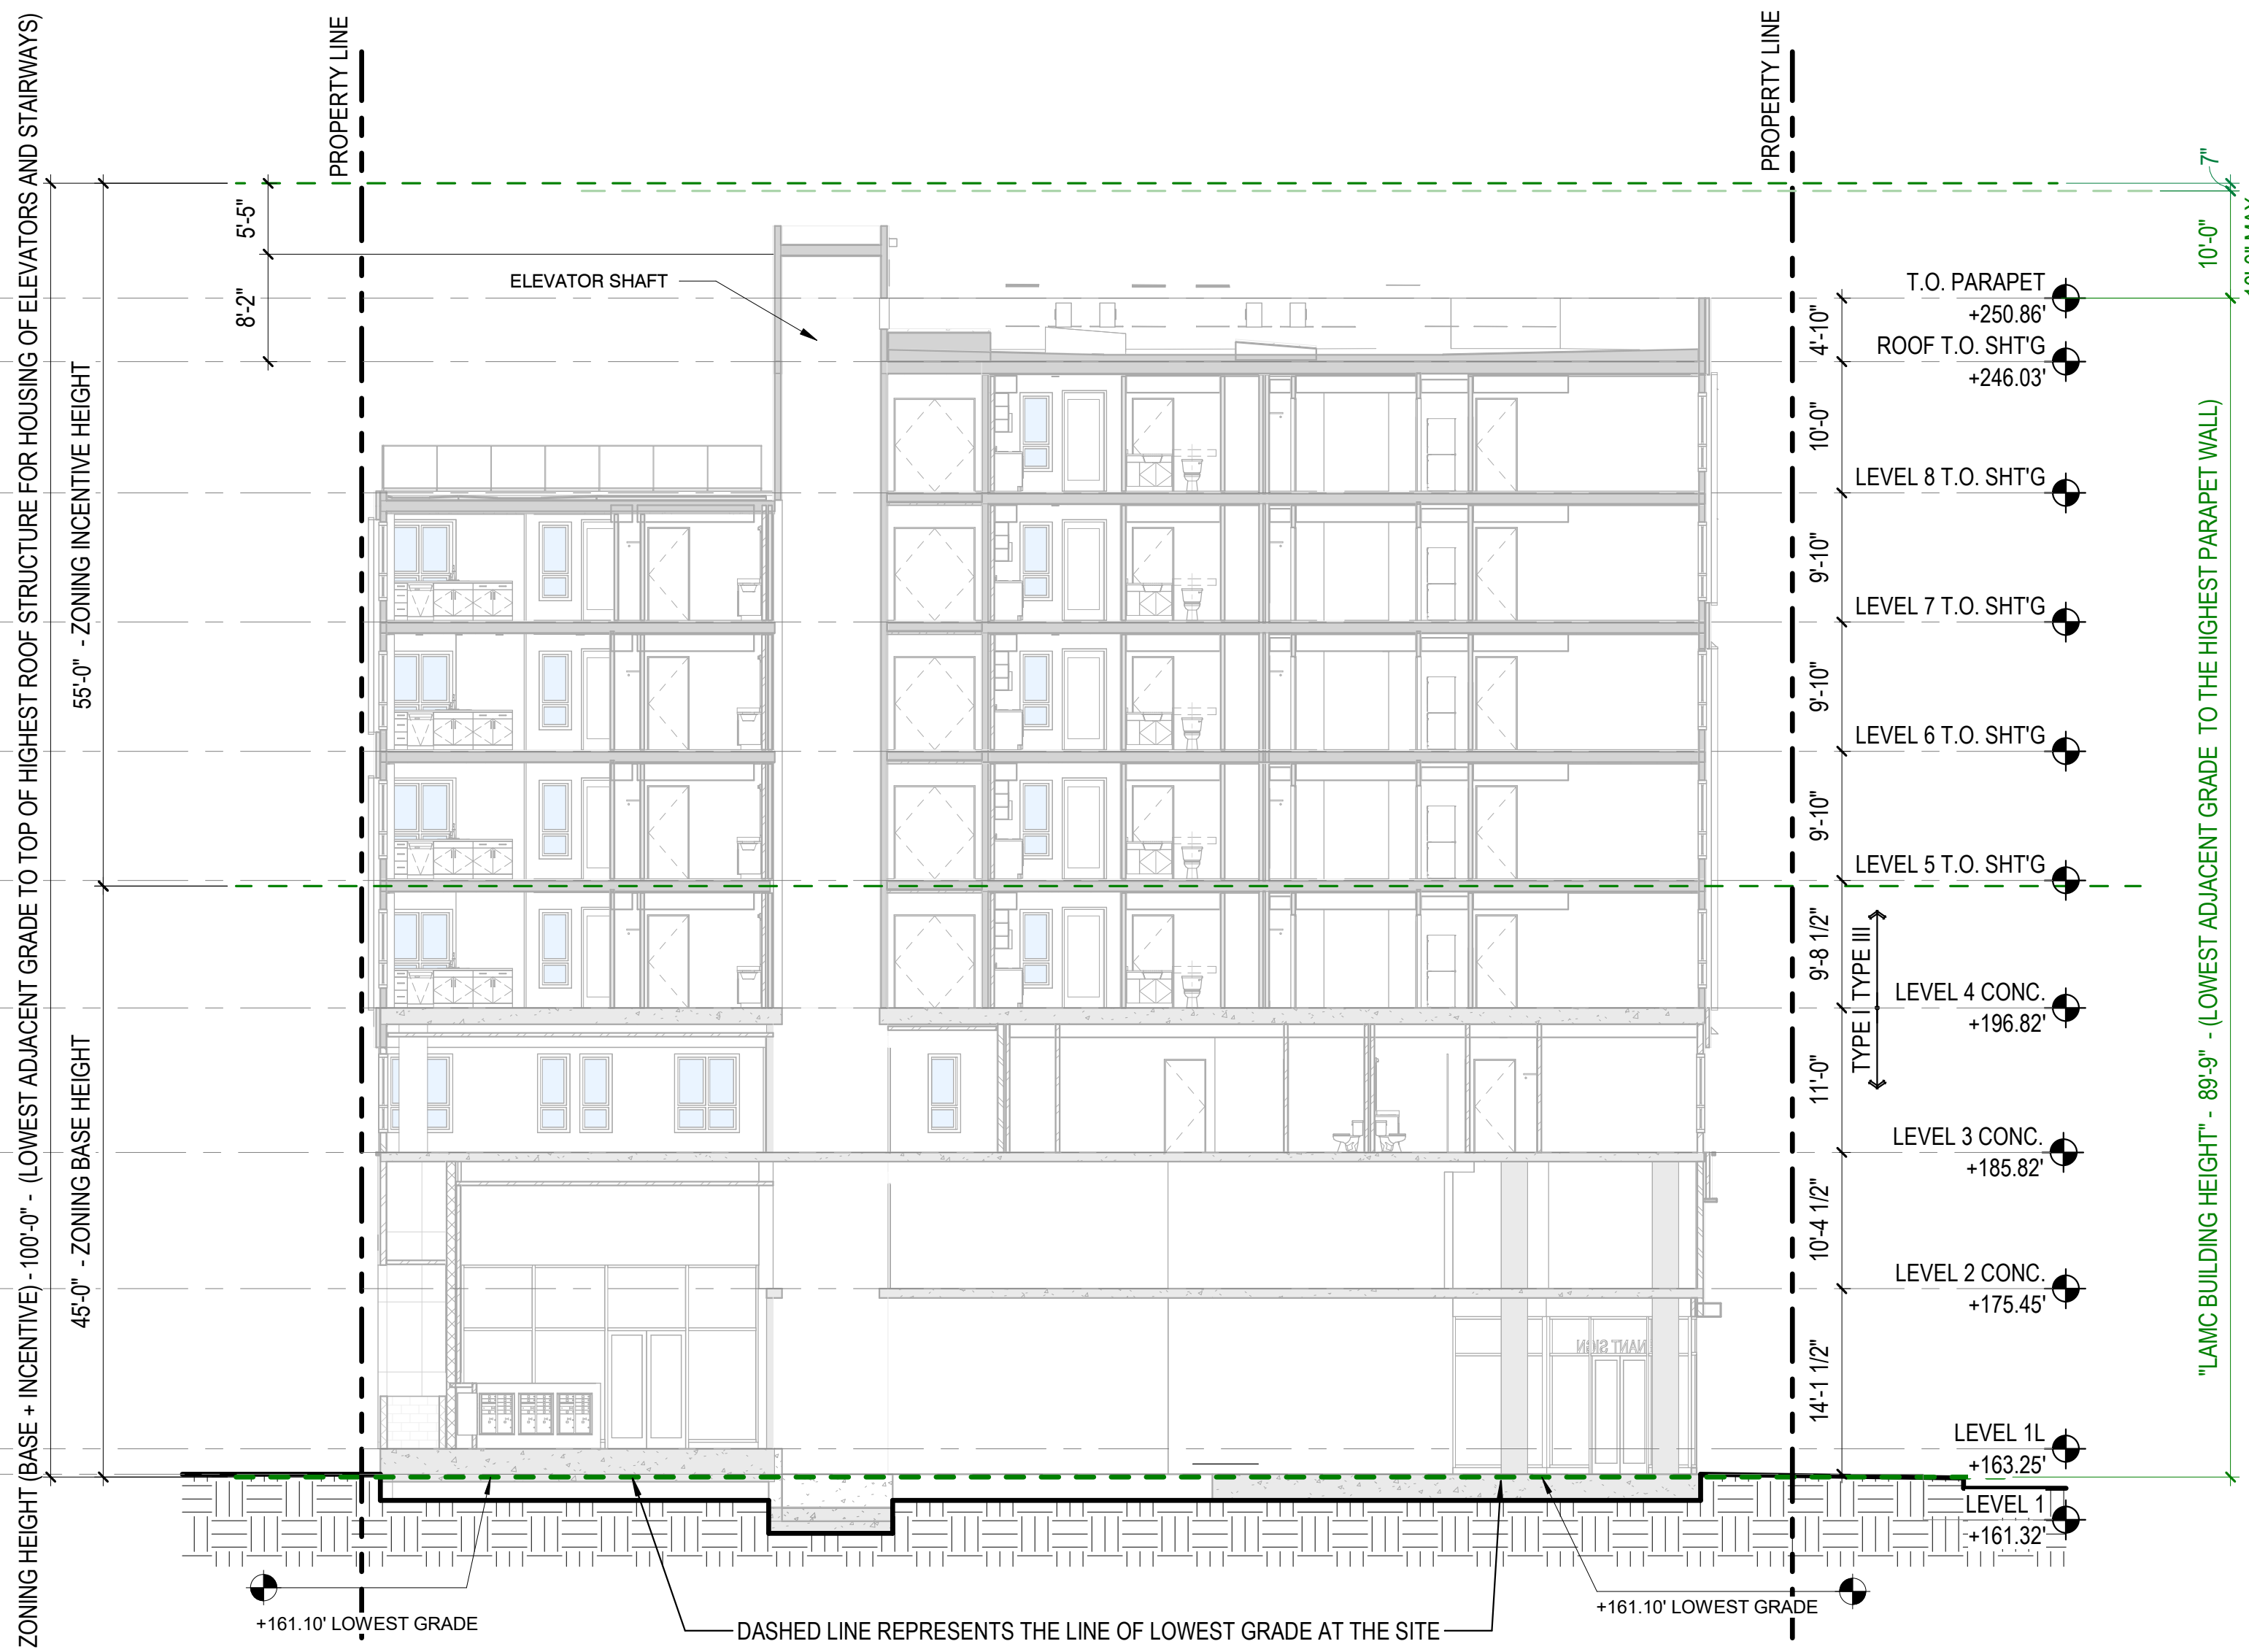 ZONING HEIGHT (BASE + INCENTIVE) - 100'-0" - (LOWEST ADJACENT GRADE TO TOP OF HIGHEST ROOF STRUCTURE FOR HOUSING OF ELEVATORS AND STAIRWAYS)
55'-0" - ZONING INCENTIVE HEIGHT
45'-0" - ZONING BASE HEIGHT
5'-5"
8'-2"
PROPERTY LINE
PROPERTY LINE
ELEVATOR SHAFT
7"
10'-0"
T.O. PARAPET
+250.86'
4'-10"
ROOF T.O. SHT'G
+246.03'
10'-0"
LEVEL 8 T.O. SHT'G
9'-10"
LEVEL 7 T.O. SHT'G
9'-10"
LEVEL 6 T.O. SHT'G
9'-10"
LEVEL 5 T.O. SHT'G
9'-8 1/2"
TYPE III
TYPE I
LEVEL 4 CONC.
+196.82'
11'-0"
LEVEL 3 CONC.
+185.82'
10'-4 1/2"
LEVEL 2 CONC.
+175.45'
14'-1 1/2"
LEVEL 1L
+163.25'
LEVEL 1
+161.32'
"LAMC BUILDING HEIGHT" - 89'-9" - (LOWEST ADJACENT GRADE TO THE HIGHEST PARAPET WALL)
NANT SIGN
+161.10' LOWEST GRADE
DASHED LINE REPRESENTS THE LINE OF LOWEST GRADE AT THE SITE
+161.10' LOWEST GRADE